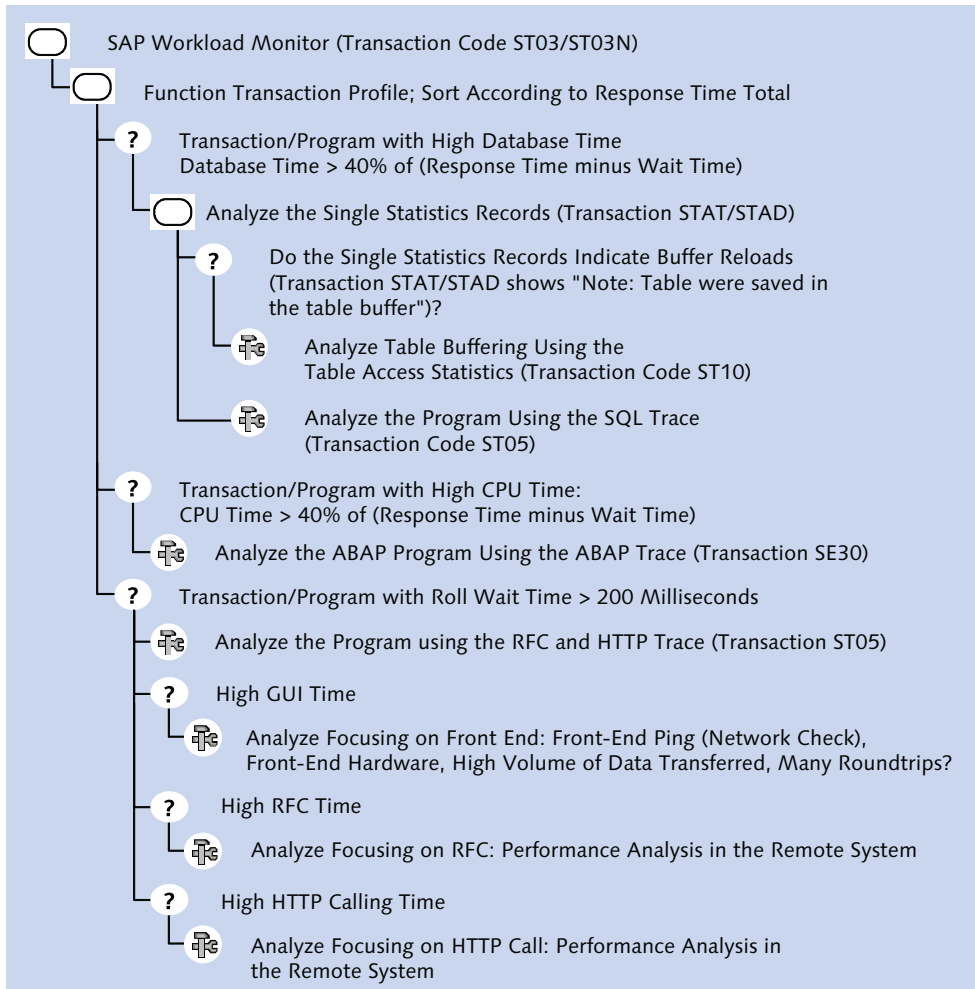 SAP Workload Monitor (Transaction Code ST03/ST03N)
Function Transaction Profile; Sort According to Response Time Total
?
Transaction/Program with High Database Time
Database Time > 40% of (Response Time minus Wait Time)
Analyze the Single Statistics Records (Transaction STAT/STAD)
?
Do the Single Statistics Records Indicate Buffer Reloads
(Transaction STAT/STAD shows "Note: Table were saved in
the table buffer")?
Analyze Table Buffering Using the
Table Access Statistics (Transaction Code ST10)
Analyze the Program Using the SQL Trace
(Transaction Code ST05)
?
Transaction/Program with High CPU Time:
CPU Time > 40% of (Response Time minus Wait Time)
Analyze the ABAP Program Using the ABAP Trace (Transaction SE30)
?
Transaction/Program with Roll Wait Time > 200 Milliseconds
Analyze the Program using the RFC and HTTP Trace (Transaction ST05)
?
High GUI Time
Analyze Focusing on Front End: Front-End Ping (Network Check),
Front-End Hardware, High Volume of Data Transferred, Many Roundtrips?
?
High RFC Time
Analyze Focusing on RFC: Performance Analysis in the Remote System
?
High HTTP Calling Time
Analyze Focusing on HTTP Call: Performance Analysis in
the Remote System